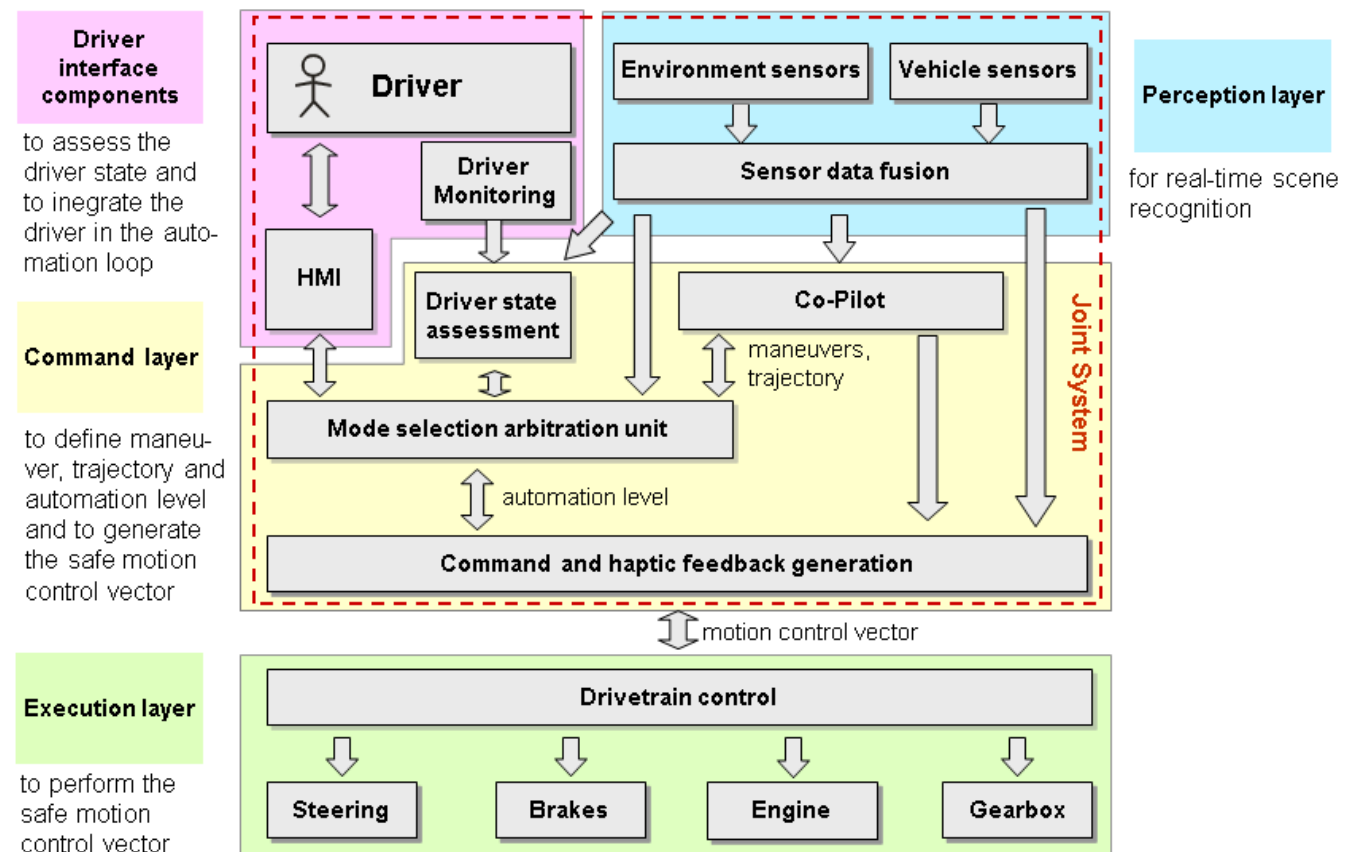 Driver
interface
components
to assess the
driver state and
to inegrate the
driver in the auto-
mation loop
Command layer
to define maneu-
ver, trajectory and
automation level
and to generate
the safe motion
control vector
Execution layer
to perform the
safe motion
control vector
Driver
Driver
Monitoring
HMI
Environment sensors
Vehicle sensors
Sensor data fusion
Perception layer
for real-time scene
recognition
Driver state
assessment
Co-Pilot
maneuvers,
trajectory
Joint System
Mode selection arbitration unit
automation level
Command and haptic feedback generation
motion control vector
Drivetrain control
Steering
Brakes
Engine
Gearbox